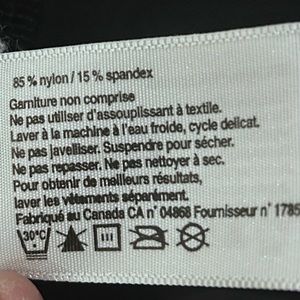 85 % nylon / 15 % spandex
Garniture non comprise
Ne pas utiliser d'assouplissant à textile.
Laver à la machine à l'eau froide, cycle delicat.
Ne pas javelliser. Suspendre pour sécher.
Ne pas repasser. Ne pas nettoyer à sec.
Pour obtenir de meilleurs résultats,
laver les vêtements séparément.
Fabriqué au Canada CA n° 04868 Fournisseur n° 1785
30°C